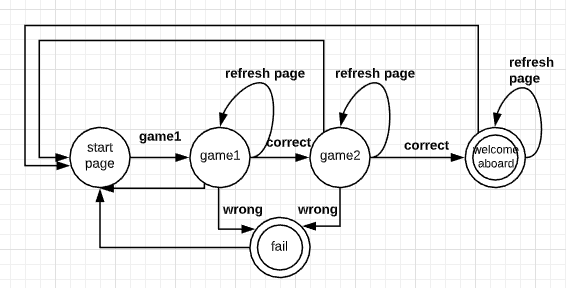 refresh page
refresh page
refresh
page
game1
correct
correct
start
page
game1
game2
welcome
aboard
wrong
wrong
fail